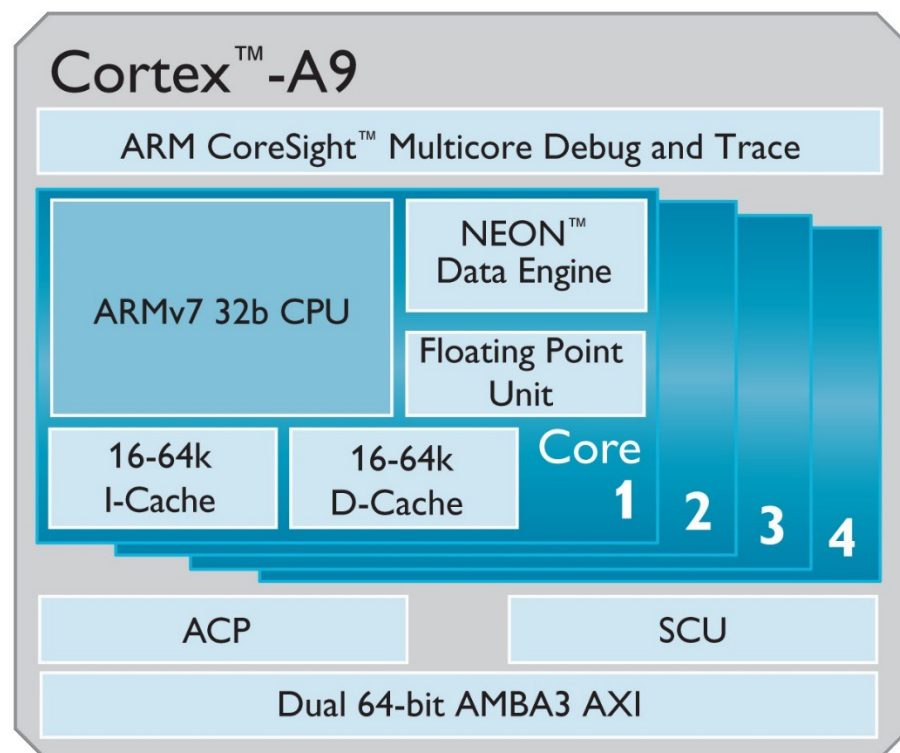 Cortex™-A9
ARM CoreSight™ Multicore Debug and Trace
ARMv7 32b CPU
NEON™
Data Engine
Floating Point
Unit
16-64k
I-Cache
16-64k
D-Cache
Core
1
2
3
4
ACP
SCU
Dual 64-bit AMBA3 AXI